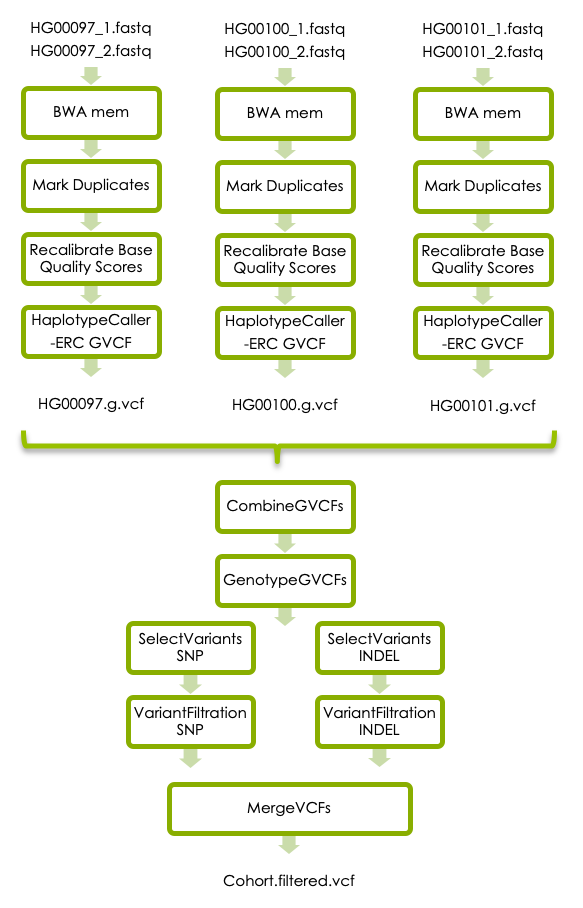 HG00097_1.fastq
HG00097_2.fastq
HG00100_1.fastq
HG00100_2.fastq
HG00101_1.fastq
HG00101_2.fastq
BWA mem
BWA mem
BWA mem
Mark Duplicates
Mark Duplicates
Mark Duplicates
Recalibrate Base
Quality Scores
Recalibrate Base
Quality Scores
Recalibrate Base
Quality Scores
HaplotypeCaller
-ERC GVCF
HaplotypeCaller
-ERC GVCF
HaplotypeCaller
-ERC GVCF
HG00097.g.vcf
HG00100.g.vcf
HG00101.g.vcf
CombineGVCFs
GenotypeGVCFs
SelectVariants
SNP
SelectVariants
INDEL
VariantFiltration
SNP
VariantFiltration
INDEL
MergeVCFs
Cohort.filtered.vcf